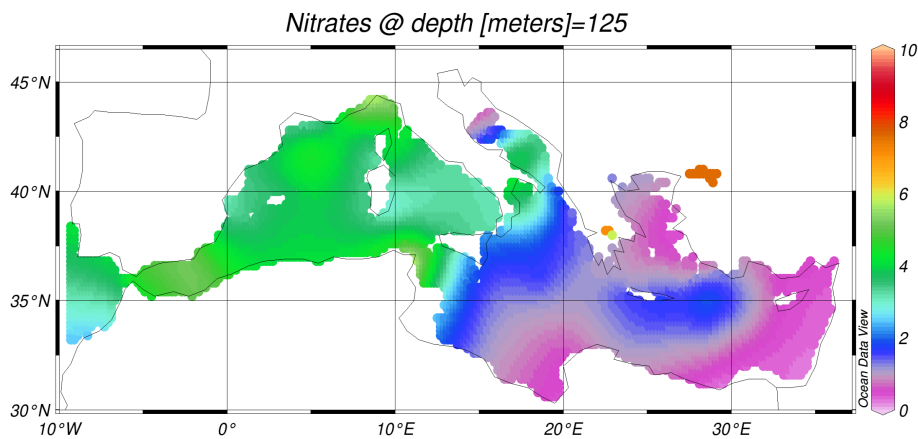 Nitrates @ depth [meters]=125
45°N
40°N
35°N
30°N
10°W
0°
10°E
20°E
30°E
Ocean Data View
10
8
6
4
2
0